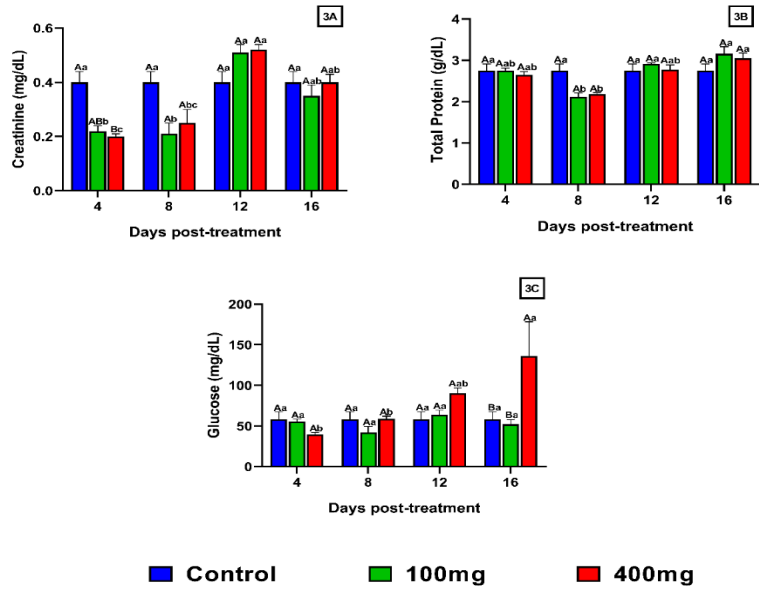 3A
Creatinine (mg/dL)
0.6
0.4
0.2
0.0
Aa ABb Bc Aa Ab Abc Aa Aa Aa Aa Aab Aab
4 8 12 16
Days post-treatment
3B
Total Protein (g/dL)
4
3
2
1
0
Aa Aab Aab Aa Ab Ab Aa Aa Aab Aa Aa Aa
4 8 12 16
Days post-treatment
3C
Glucose (mg/dL)
200
150
100
50
0
Aa Aa Ab Aa Aa Ab Aa Aa Aab Ba Ba Aa
4 8 12 16
Days post-treatment
Control 100mg 400mg